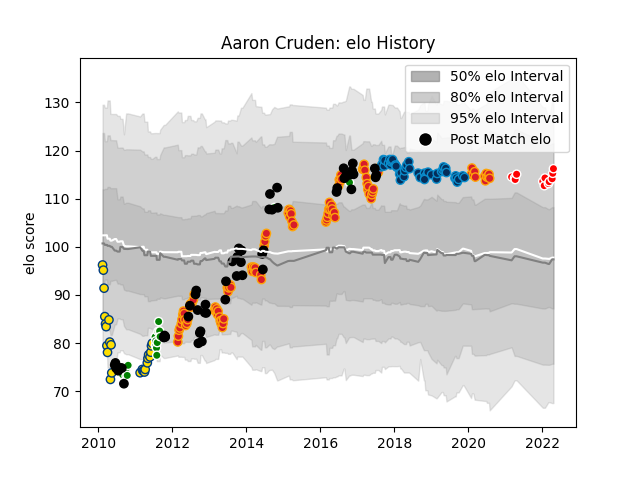 Aaron Cruden: elo History
50% elo Interval
80% elo Interval
95% elo Interval
Post Match elo
elo score
130
120
110
100
90
80
70
2010
2012
2014
2016
2018
2020
2022